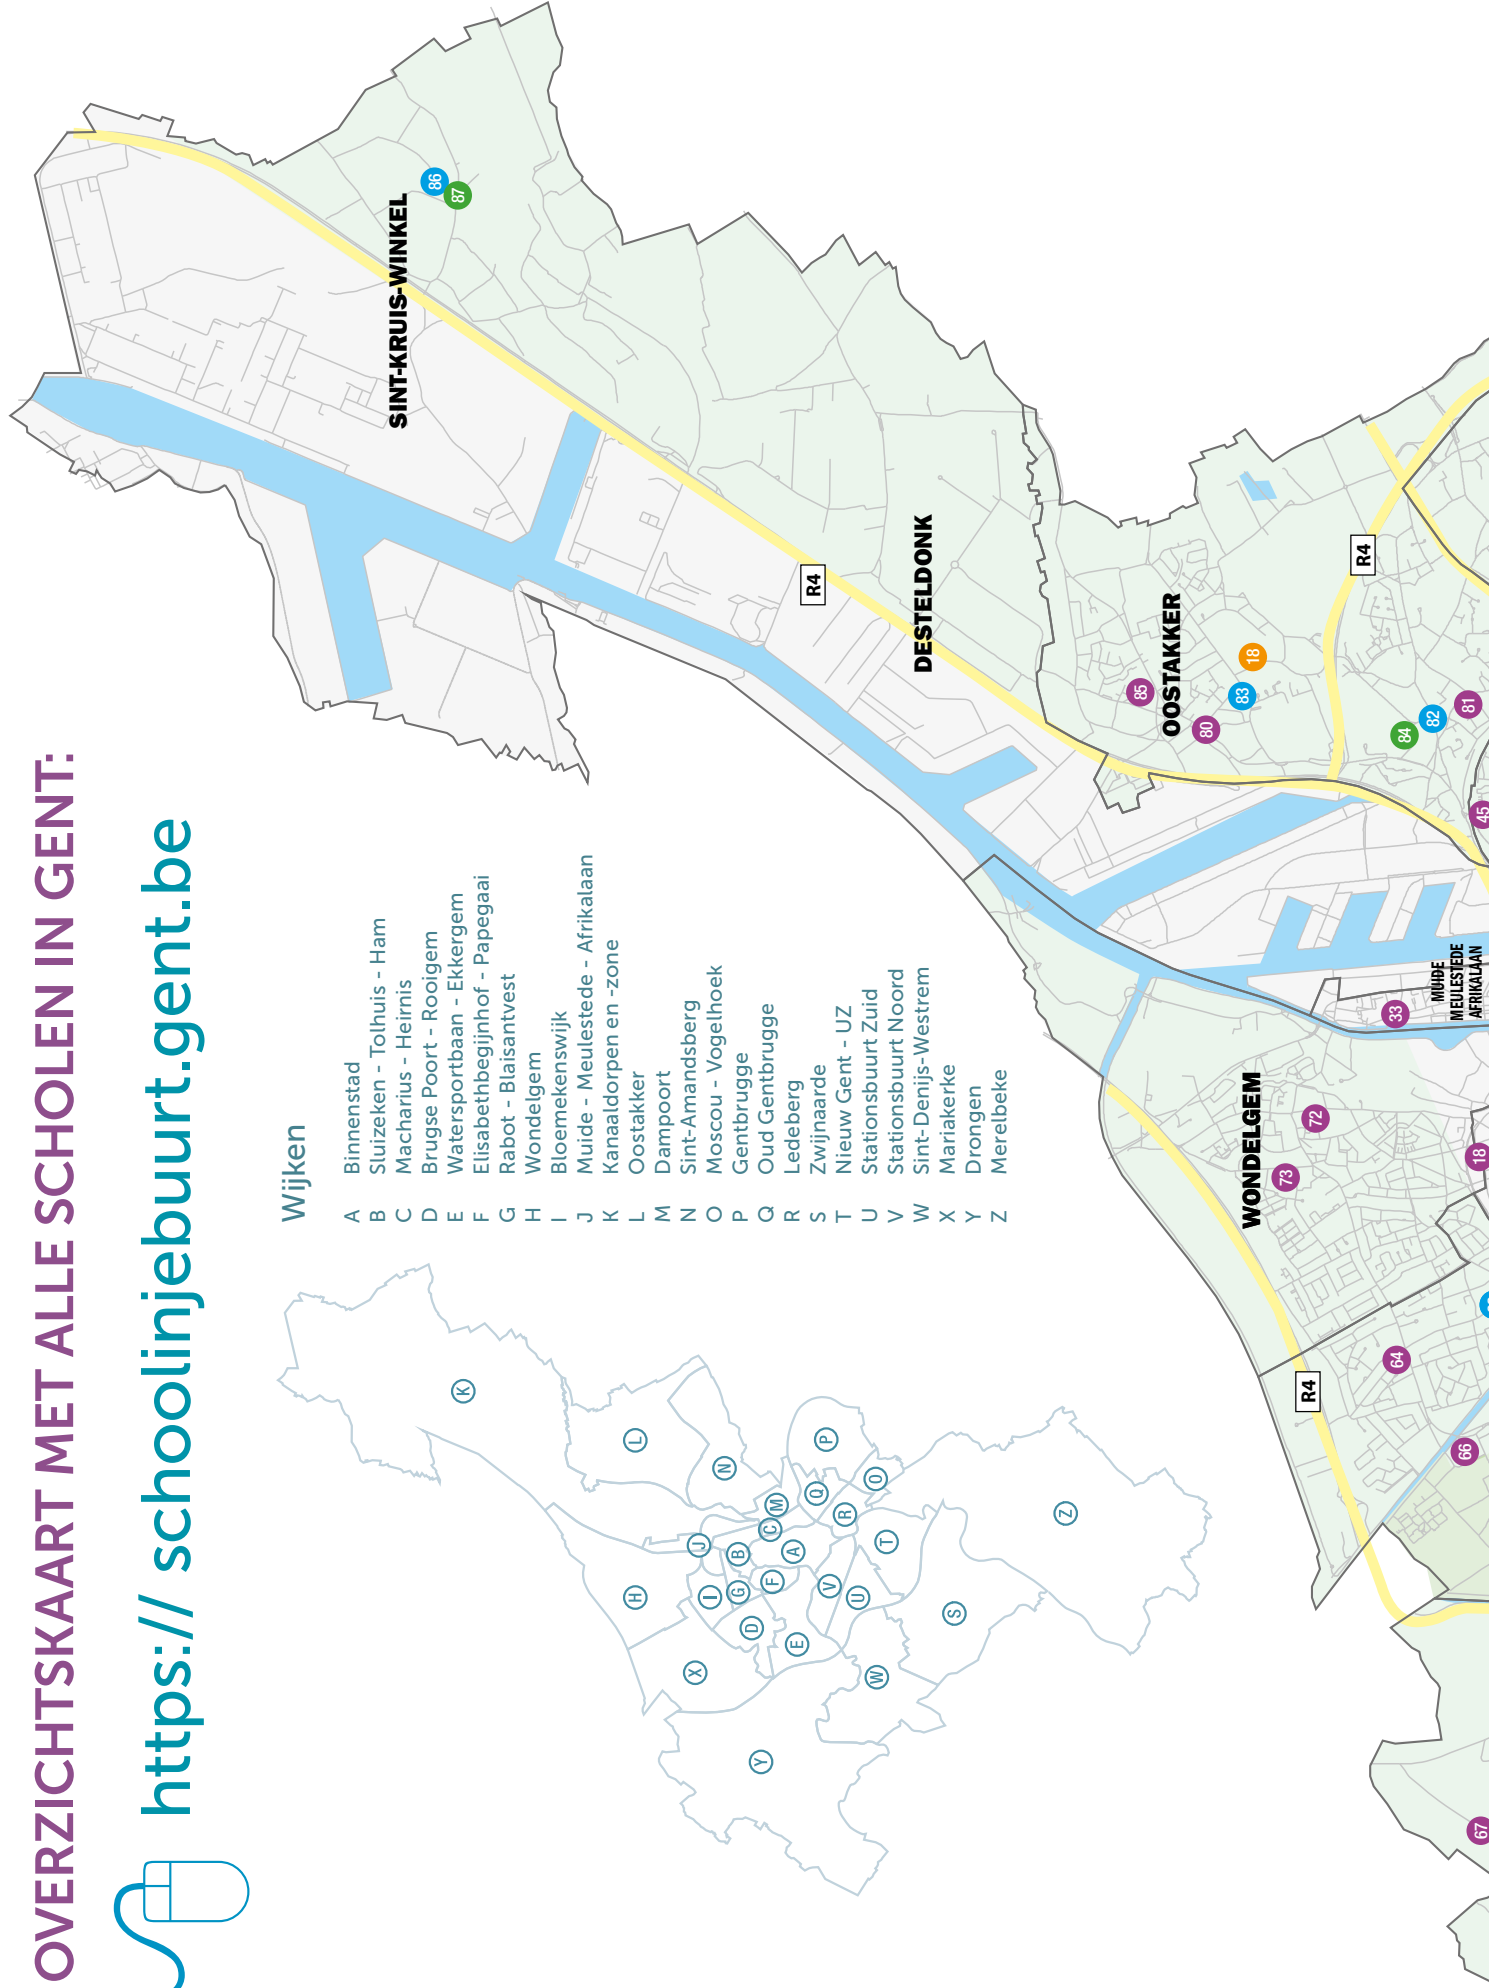 OVERZICHTSKAART MET ALLE SCHOLEN IN GENT:
https:// schoolinjebuurt.gent.be
Wijken
A Binnenstad
B Sluizeken - Tolhuis - Ham
C Macharius - Heirnis
D Brugse Poort - Rooigem
E Watersportbaan - Ekkergem
F Elisabethbegijnhof - Papegaai
G Rabot - Blaisantvest
H Wondelgem
I Bloemekenswijk
J Muide - Meulestede - Afrikalaan
K Kanaaldorpen en -zone
L Oostakker
M Dampoort
N Sint-Amandsberg
O Moscou - Vogelhoek
P Gentbrugge
Q Oud Gentbrugge
R Ledeberg
S Zwijnaarde
T Nieuw Gent - UZ
U Stationsbuurt Zuid
V Stationsbuurt Noord
W Sint-Denijs-Westrem
X Mariakerke
Y Drongen
Z Merelbeke
K
L
N
P
M
Q
O
C
J
R
B
A
T
Z
F
G
I
H
V
U
D
S
E
X
W
Y
SINT-KRUIS-WINKEL
86
87
R4
DESTELDONK
R4
OOSTAKKER
85
80
83
18
84
82
81
45
MUIDE
MEULESTEDE
AFRIKALAAN
33
WONDELGEM
72
73
18
R4
64
66
67